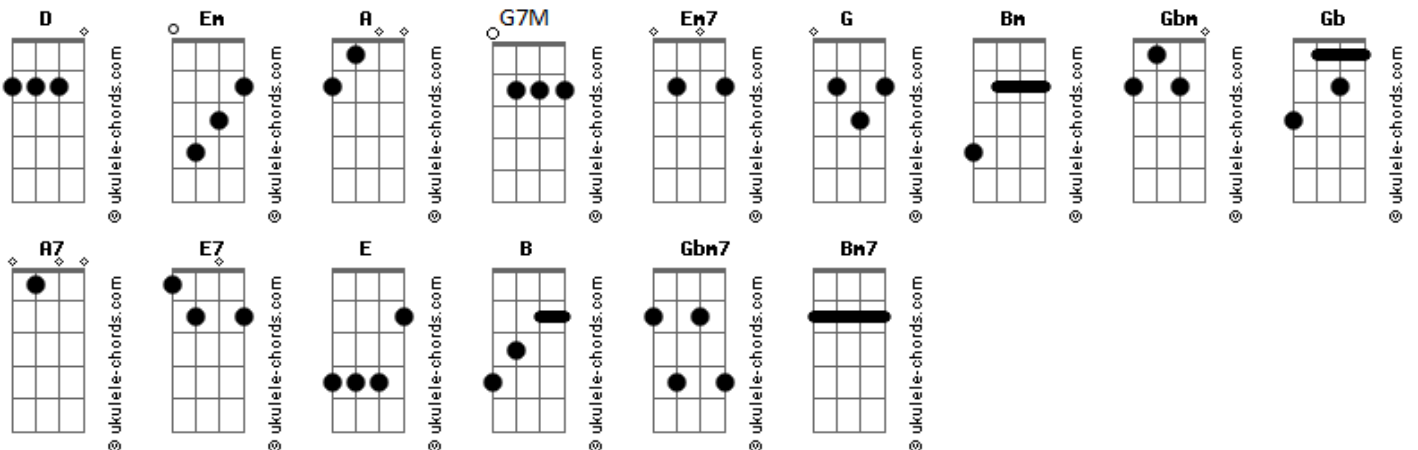 D Em A G7M Em7 G Bm Gbm Gb
© ukulele-chords.com © ukulele-chords.com © ukulele-chords.com © ukulele-chords.com © ukulele-chords.com © ukulele-chords.com © ukulele-chords.com © ukulele-chords.com © ukulele-chords.com
A7 E7 E B Gbm7 Bm7
© ukulele-chords.com © ukulele-chords.com © ukulele-chords.com © ukulele-chords.com © ukulele-chords.com © ukulele-chords.com